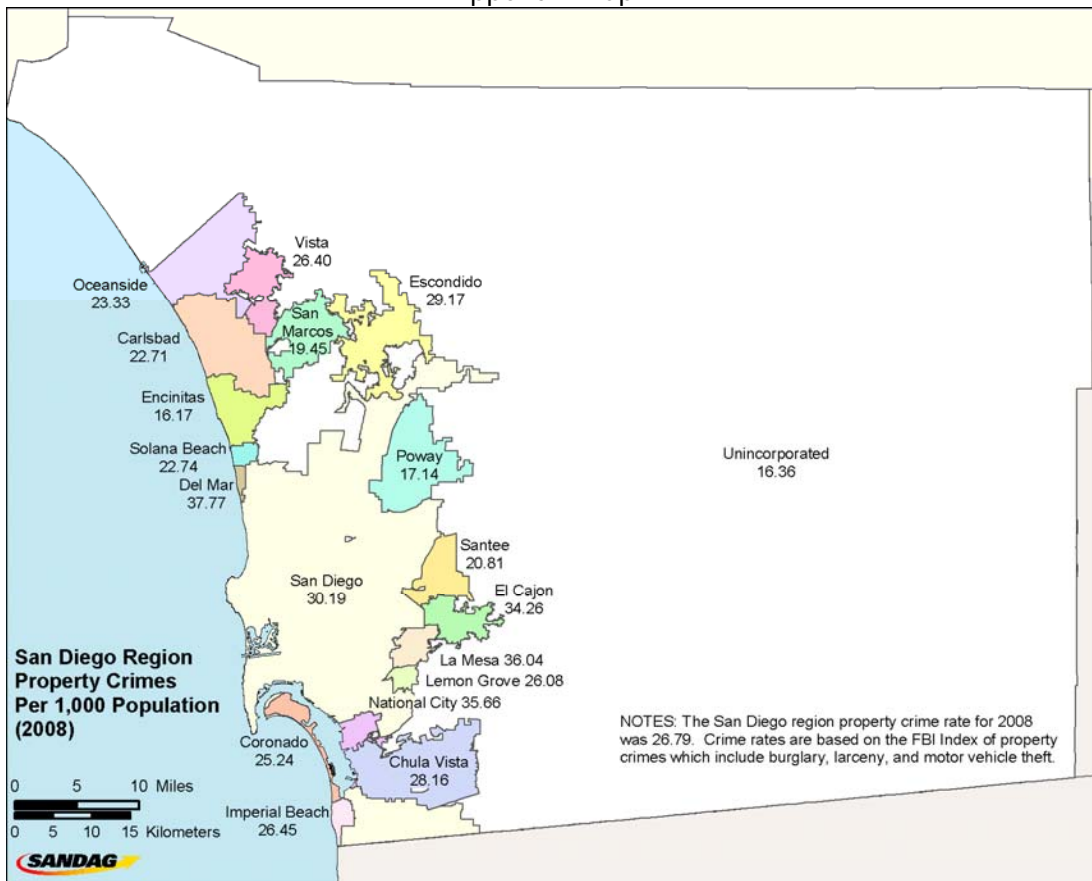 Vista
26.40
Oceanside
23.33
Escondido
29.17
San
Marcos
19.45
Carlsbad
22.71
Encinitas
16.17
Solana Beach
22.74
Del Mar
37.77
Poway
17.14
Unincorporated
16.36
Santee
20.81
San Diego
30.19
El Cajon
34.26
La Mesa 36.04
Lemon Grove 26.08
National City 35.66
San Diego Region
Property Crimes
Per 1,000 Population
(2008)
NOTES: The San Diego region property crime rate for 2008
was 26.79. Crime rates are based on the FBI Index of property
crimes which include burglary, larceny, and motor vehicle theft.
Coronado
25.24
Chula Vista
28.16
Imperial Beach
26.45
0 5 10 Miles
0 5 10 15 Kilometers
SANDAG